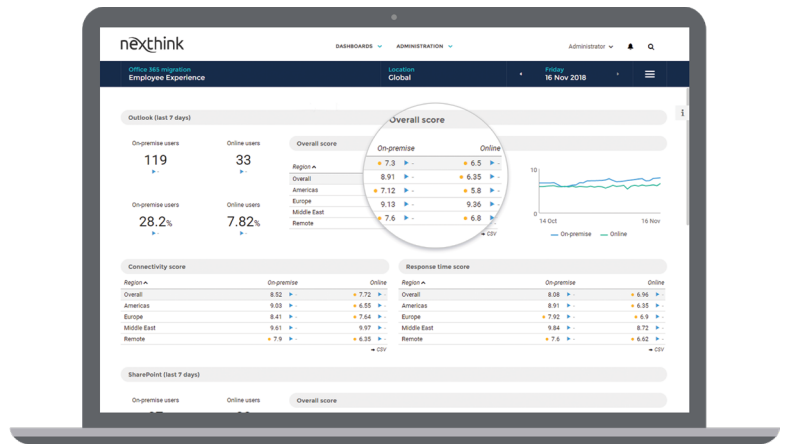 nexthink
DASHBOARDS ADMINISTRATION Administrator
Office 365 migration Location Friday
Employee Experience Global 16 Nov 2018
i
Outlook (last 7 days)
On-premise users Online users Overall score
119 33
Region
Overall
Americas
Europe
Middle East
Remote
On-premise users Online users
28.2% 7.82%
Overall score
On-premise Online
7.3 - 6.5 -
8.91 - 6.35 -
7.12 - 5.8 -
9.13 - 9.36 -
7.6 - 6.8 -
CSV
10
0
14 Oct 16 Nov
On-premise Online
Connectivity score
Region On-premise Online
Overall 8.52 - 7.72 -
Americas 9.03 - 6.55 -
Europe 8.41 - 7.64 -
Middle East 9.61 - 9.97 -
Remote 7.9 - 6.35 -
CSV
Response time score
Region On-premise Online
Overall 8.08 - 6.96 -
Americas 8.91 - 6.35 -
Europe 7.92 - 6.9 -
Middle East 9.84 - 8.72 -
Remote 7.6 - 6.62 -
CSV
SharePoint (last 7 days)
On-premise users Online users Overall score